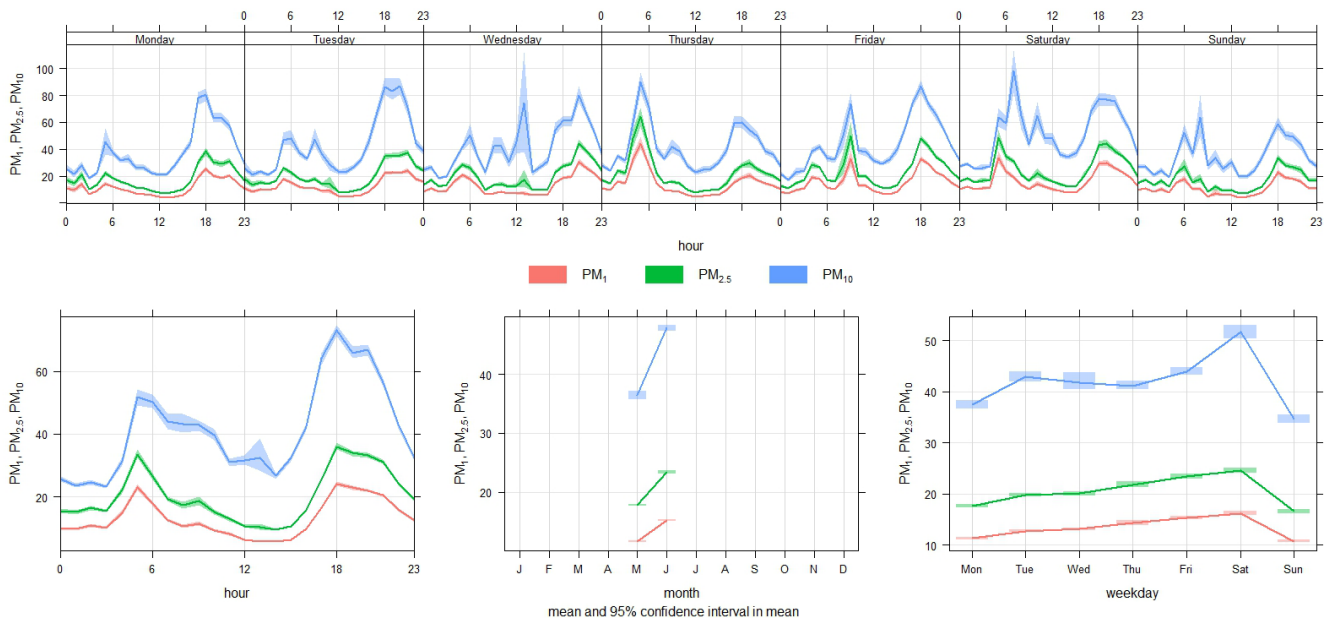 0 6 12 18 23 0 6 12 18 23 0 6 12 18 23
Monday Tuesday Wednesday Thursday Friday Saturday Sunday
PM₁, PM₂.₅, PM₁₀
100
80
60
40
20
0 6 12 18 23 0 6 12 18 23 0 6 12 18 23 0 6 12 18 23
hour
PM₁ PM₂.₅ PM₁₀
PM₁, PM₂.₅, PM₁₀
60
40
20
0 6 12 18 23
hour
PM₁, PM₂.₅, PM₁₀
40
30
20
J F M A M J J A S O N D
month
PM₁, PM₂.₅, PM₁₀
50
40
30
20
10
Mon Tue Wed Thu Fri Sat Sun
weekday
mean and 95% confidence interval in mean